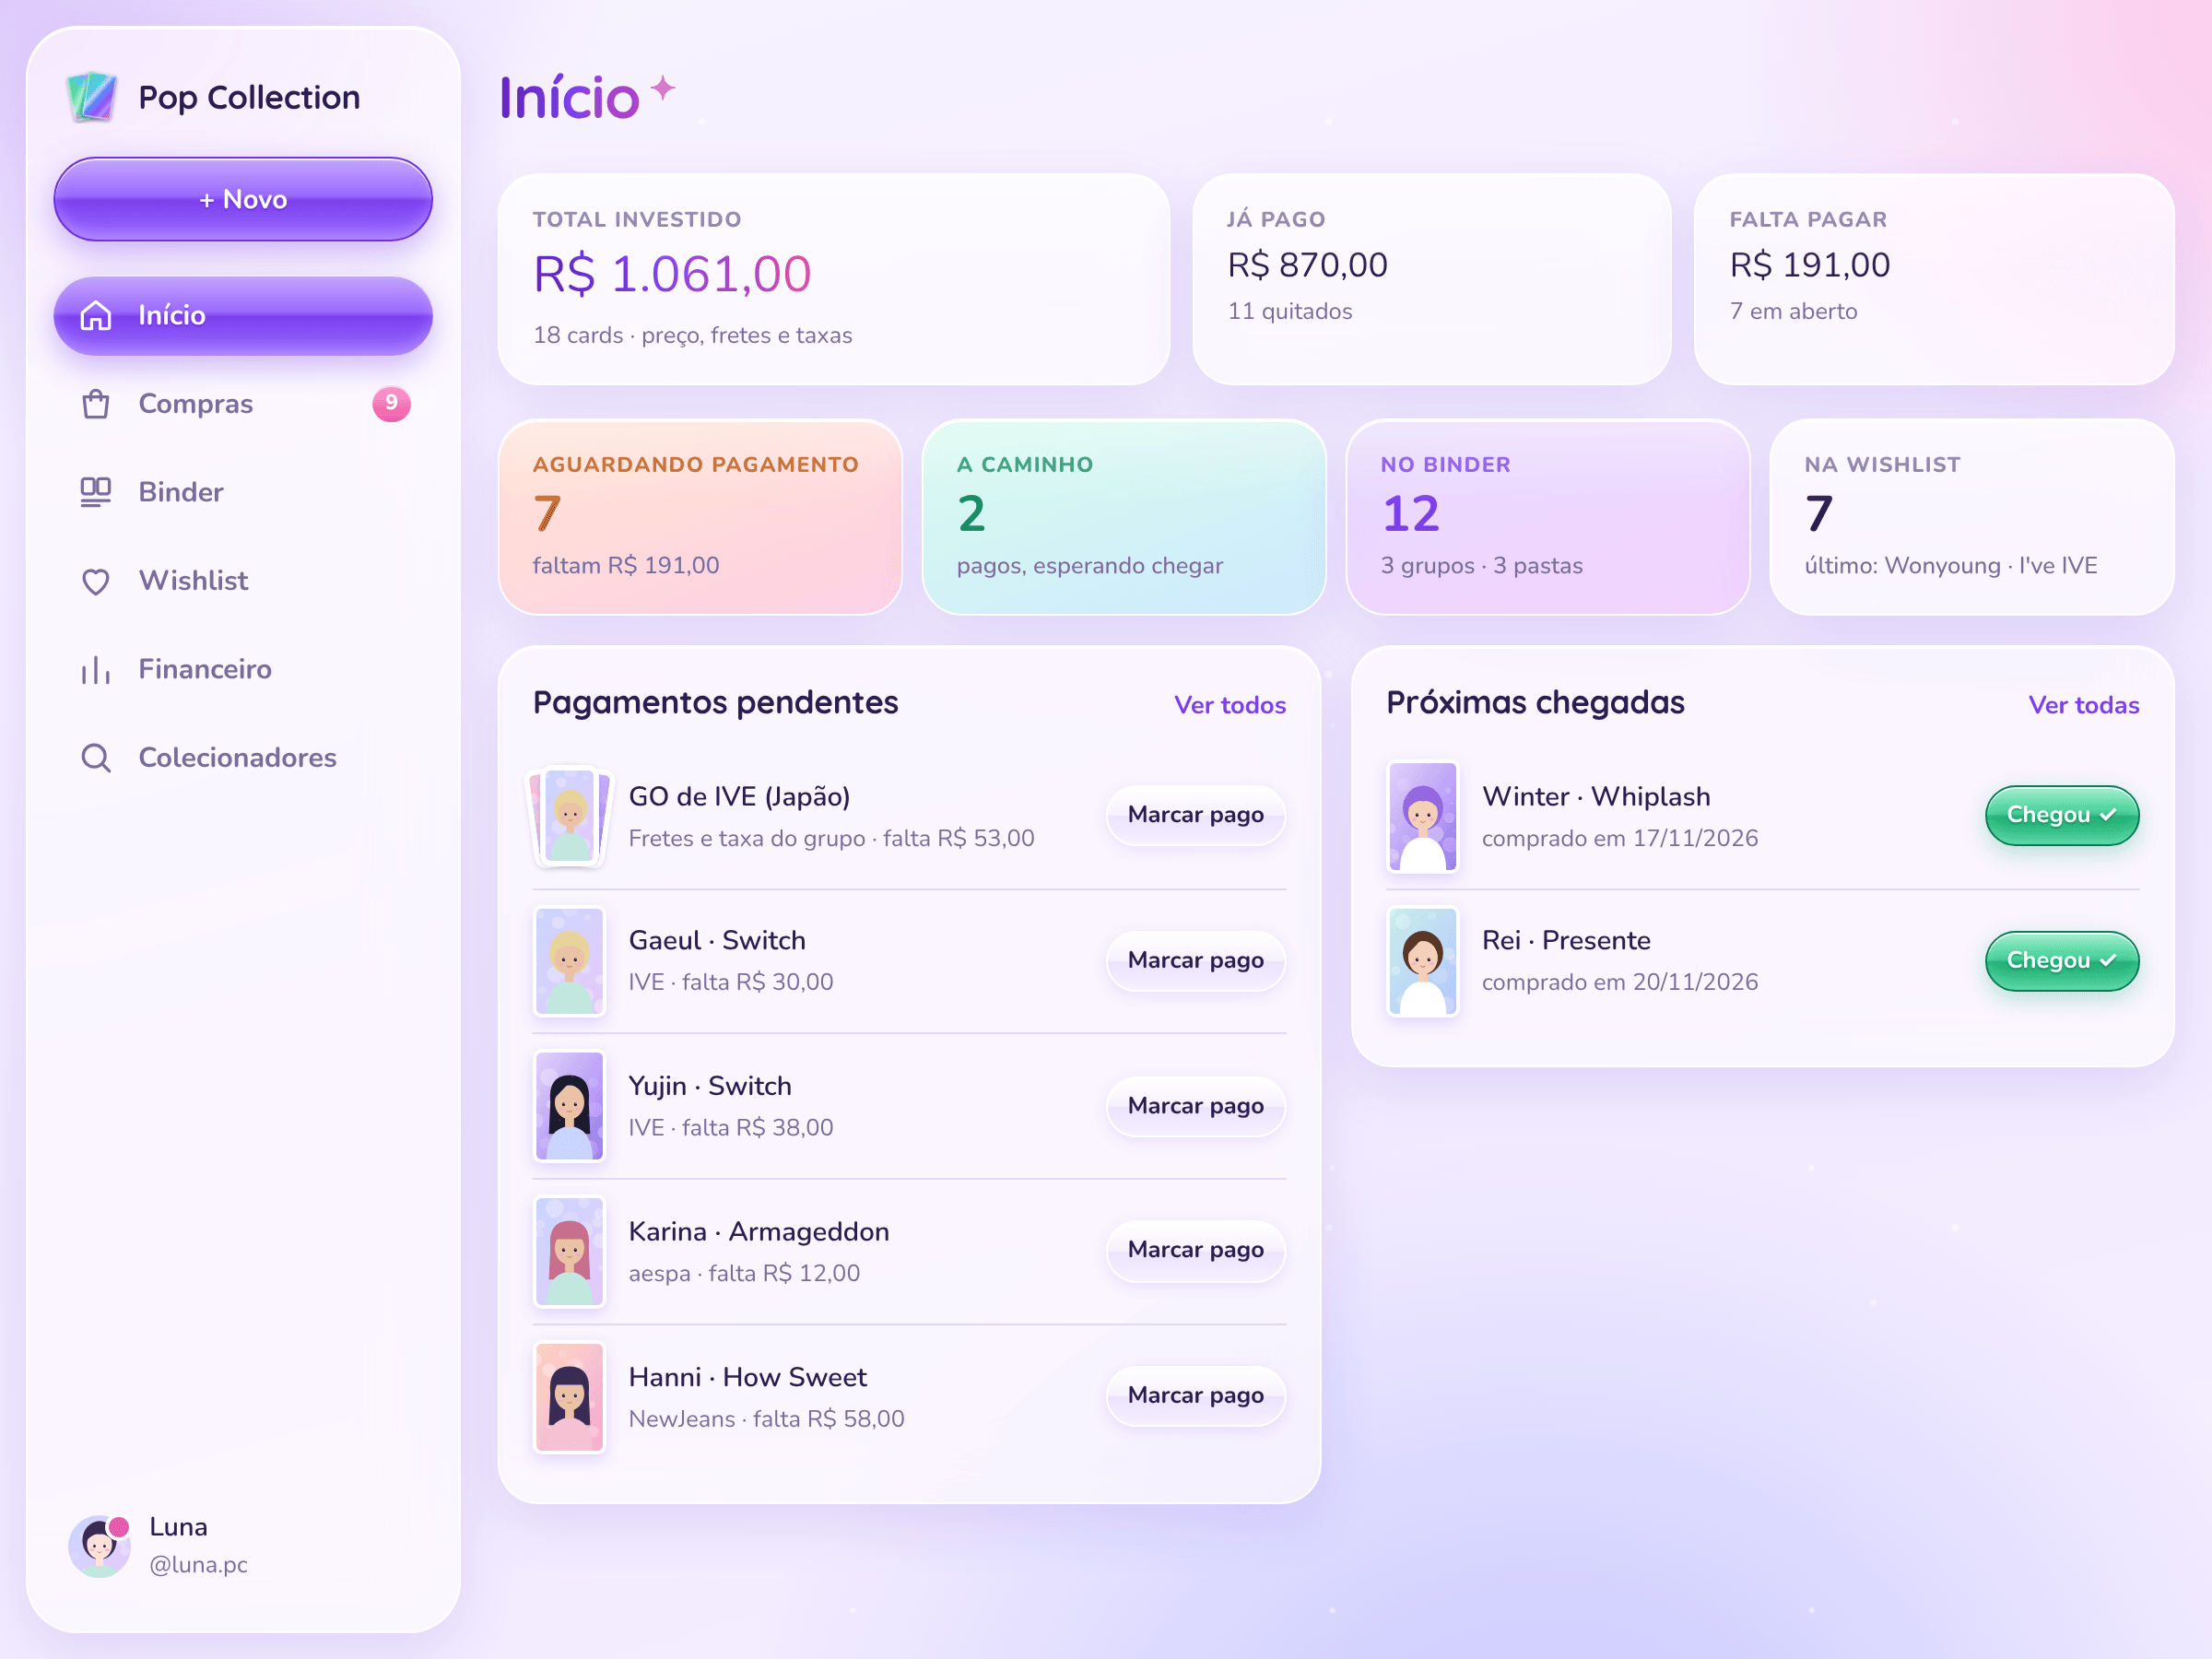 Pop Collection
+ Novo
Início
Compras
9
Binder
Wishlist
Financeiro
Colecionadores
Luna
@luna.pc
Início
TOTAL INVESTIDO
R$ 1.061,00
18 cards · preço, fretes e taxas
JÁ PAGO
R$ 870,00
11 quitados
FALTA PAGAR
R$ 191,00
7 em aberto
AGUARDANDO PAGAMENTO
7
faltam R$ 191,00
A CAMINHO
2
pagos, esperando chegar
NO BINDER
12
3 grupos · 3 pastas
NA WISHLIST
7
último: Wonyoung · I've IVE
Pagamentos pendentes
Ver todos
GO de IVE (Japão)
Fretes e taxa do grupo · falta R$ 53,00
Marcar pago
Gaeul · Switch
IVE · falta R$ 30,00
Marcar pago
Yujin · Switch
IVE · falta R$ 38,00
Marcar pago
Karina · Armageddon
aespa · falta R$ 12,00
Marcar pago
Hanni · How Sweet
NewJeans · falta R$ 58,00
Marcar pago
Próximas chegadas
Ver todas
Winter · Whiplash
comprado em 17/11/2026
Chegou ✓
Rei · Presente
comprado em 20/11/2026
Chegou ✓